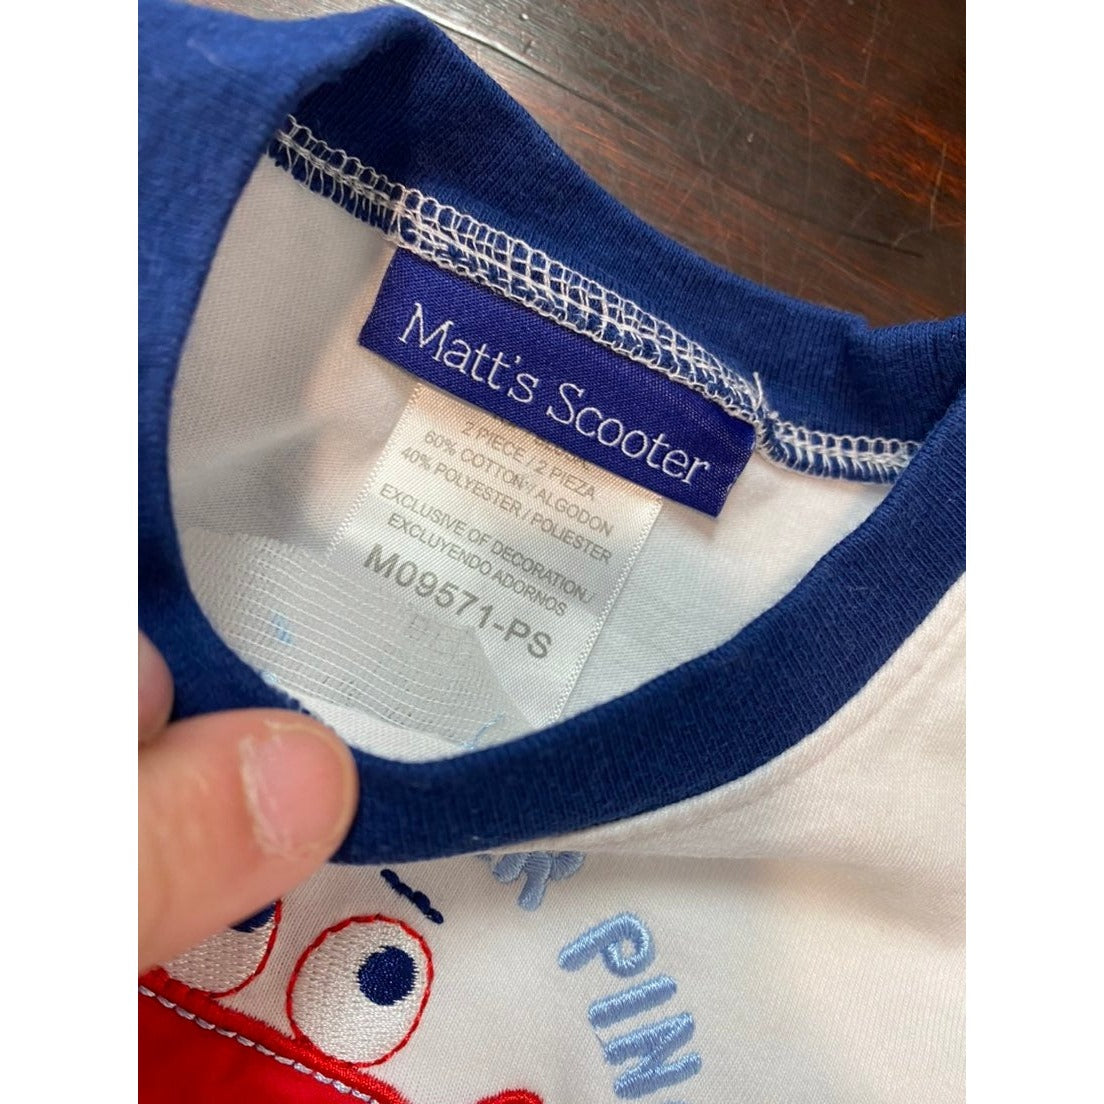 Matt's Scooter
2 PIECE / 2 PIEZA
60% COTTON / ALGODON
40% POLYESTER / POLIESTER
EXCLUSIVE OF DECORATION /
EXCLUYENDO ADORNOS
M09571-PS
PIN